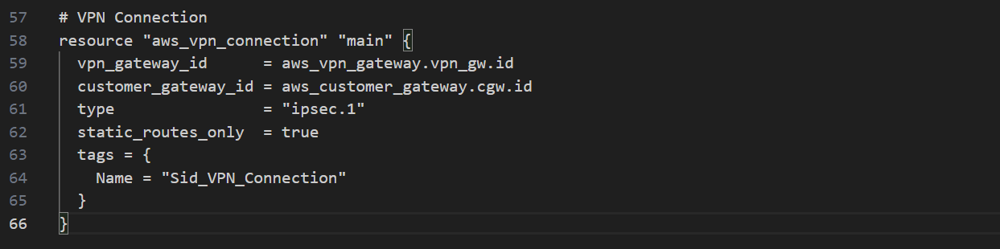 57 # VPN Connection
58 resource "aws_vpn_connection" "main" {
59   vpn_gateway_id      = aws_vpn_gateway.vpn_gw.id
60   customer_gateway_id = aws_customer_gateway.cgw.id
61   type                = "ipsec.1"
62   static_routes_only  = true
63   tags = {
64     Name = "Sid_VPN_Connection"
65   }
66 }